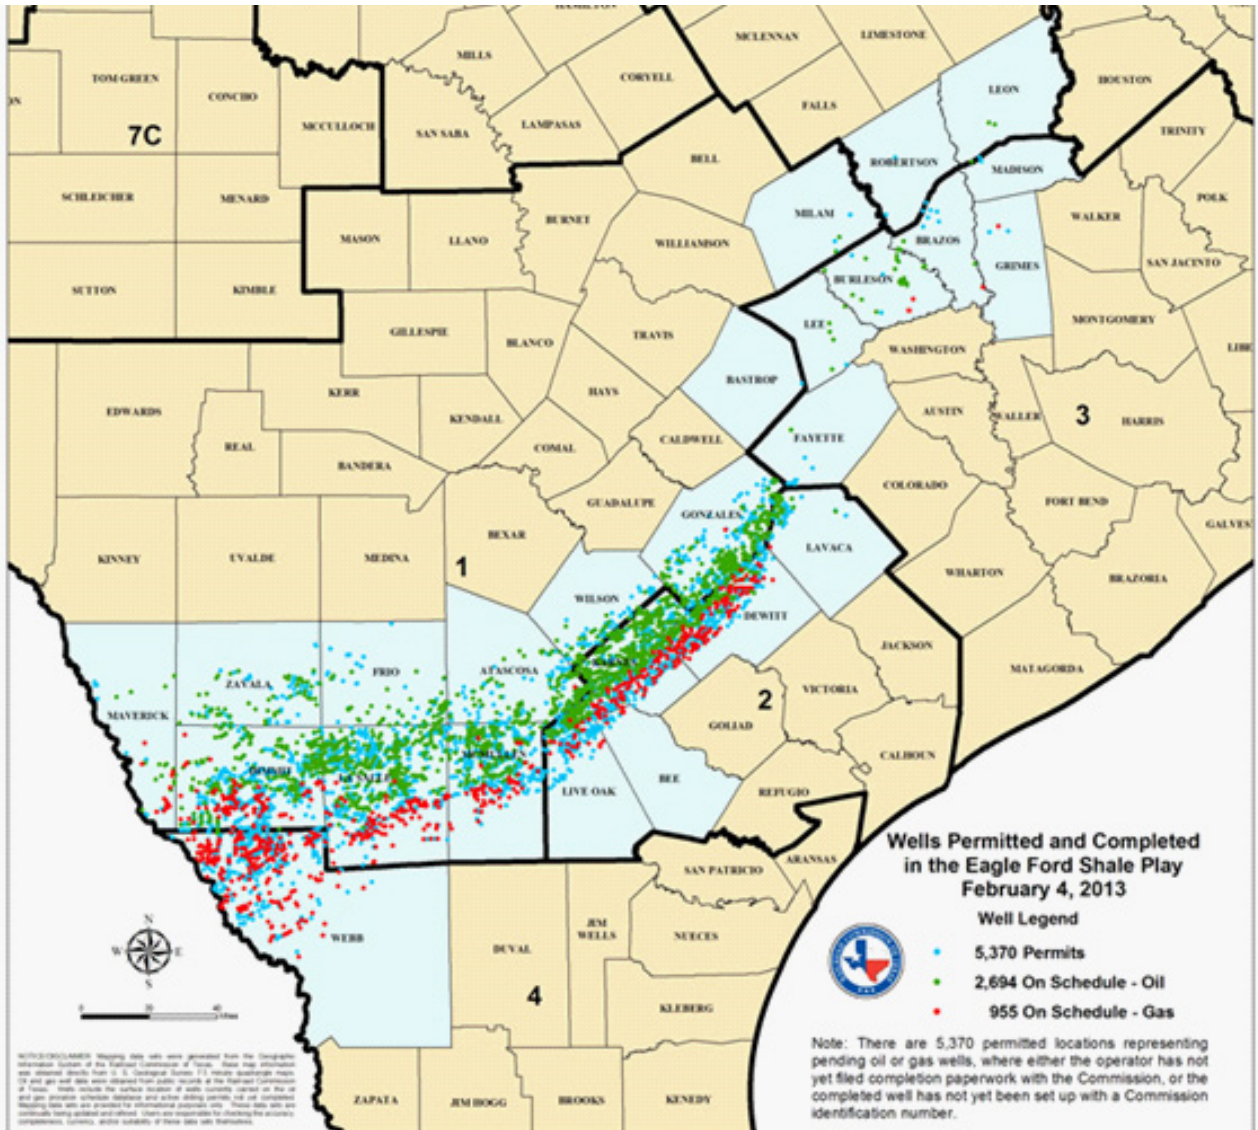 HAMILTON
MCLENNAN
LIMESTONE
MILLS
CORYELL
TOM GREEN
CONCHO
LEON
HOUSTON
FALLS
MCCULLOCH
SAN SABA
LAMPASAS
TRINITY
7C
BELL
ROBERTSON
MADISON
SCHLEICHER
MENARD
POLK
BURNET
MILAM
WALKER
MASON
LLANO
WILLIAMSON
BRAZOS
SAN JACINTO
GRIMES
SUTTON
KIMBLE
BURLESON
GILLESPIE
BLANCO
TRAVIS
LEE
MONTGOMERY
WASHINGTON
BASTROP
EDWARDS
KERR
HAYS
KENDALL
AUSTIN
WALLER
3
HARRIS
REAL
COMAL
CALDWELL
FAYETTE
BANDERA
COLORADO
GUADALUPE
GONZALES
FORT BEND
KINNEY
UVALDE
MEDINA
BEXAR
1
LAVACA
WHARTON
BRAZORIA
WILSON
DEWITT
JACKSON
MATAGORDA
ZAVALA
FRIO
ATASCOSA
VICTORIA
2
MAVERICK
GOLIAD
CALHOUN
BEE
LIVE OAK
REFUGIO
Wells Permitted and Completed
in the Eagle Ford Shale Play
February 4, 2013
SAN PATRICIO
ARANSAS
Well Legend
N
W
E
S
WEBB
DUVAL
JIM
WELLS
NUECES
5,370 Permits
2,694 On Schedule - Oil
955 On Schedule - Gas
4
KLEBERG
Note: There are 5,370 permitted locations representing
pending oil or gas wells, where either the operator has not
yet filed completion paperwork with the Commission, or the
completed well has not yet been set up with a Commission
identification number.
ZAPATA
JIM HOGG
BROOKS
KENEDY